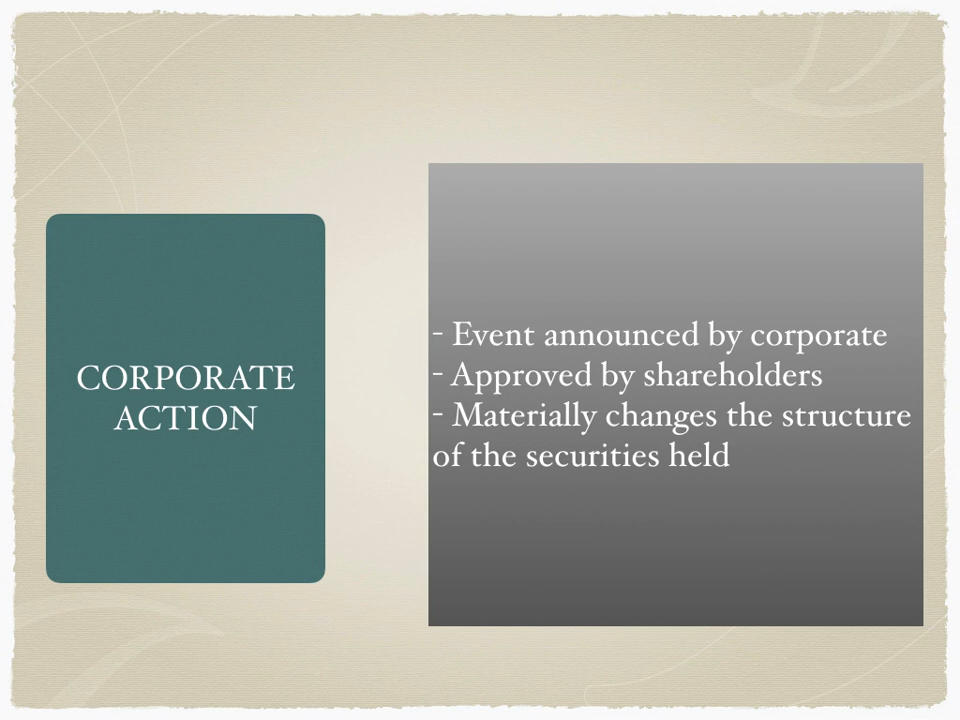 CORPORATE
ACTION
- Event announced by corporate
- Approved by shareholders
- Materially changes the structure
of the securities held